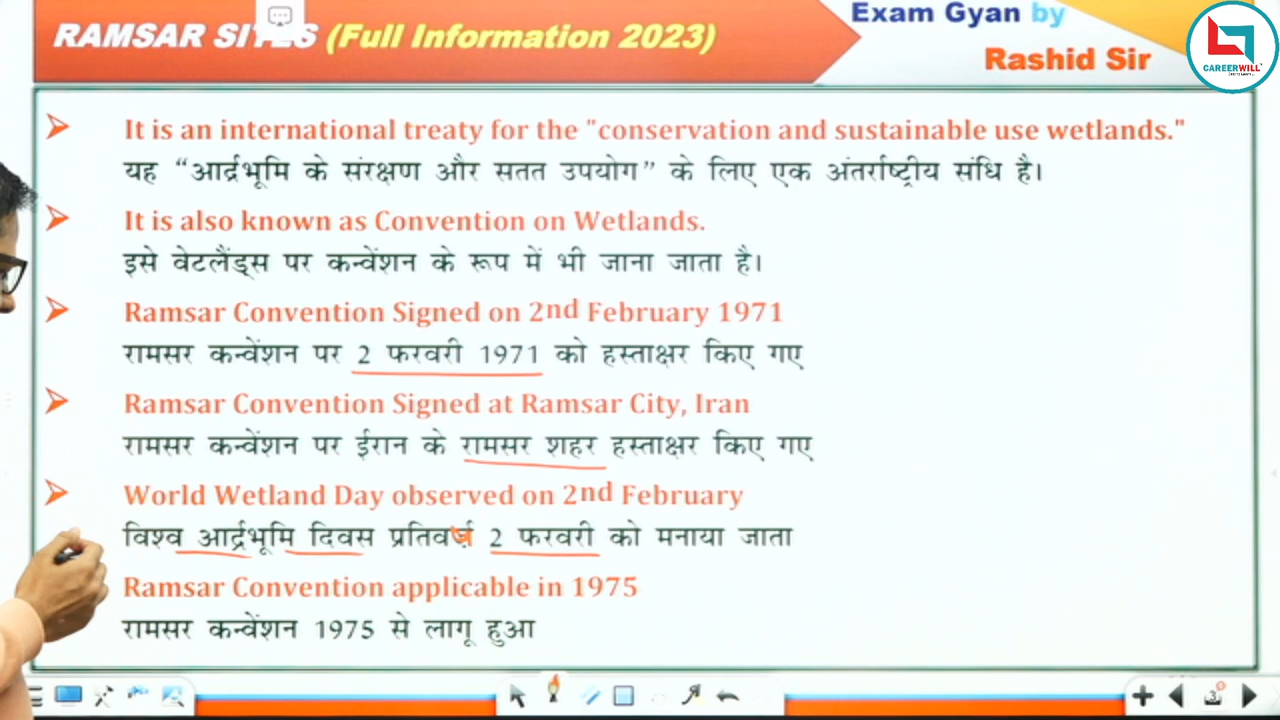 RAMSAR SITES (Full Information 2023)
Exam Gyan by
Rashid Sir
CAREERWILL
It is an international treaty for the "conservation and sustainable use wetlands."
यह “आर्द्रभूमि के संरक्षण और सतत उपयोग” के लिए एक अंतर्राष्ट्रीय संधि है।
It is also known as Convention on Wetlands.
इसे वेटलैंड्स पर कन्वेंशन के रूप में भी जाना जाता है।
Ramsar Convention Signed on 2nd February 1971
रामसर कन्वेंशन पर 2 फरवरी 1971 को हस्ताक्षर किए गए
Ramsar Convention Signed at Ramsar City, Iran
रामसर कन्वेंशन पर ईरान के रामसर शहर हस्ताक्षर किए गए
World Wetland Day observed on 2nd February
विश्व आर्द्रभूमि दिवस 2 फरवरी को मनाया जाता
Ramsar Convention applicable in 1975
रामसर कन्वेंशन 1975 से लागू हुआ
3